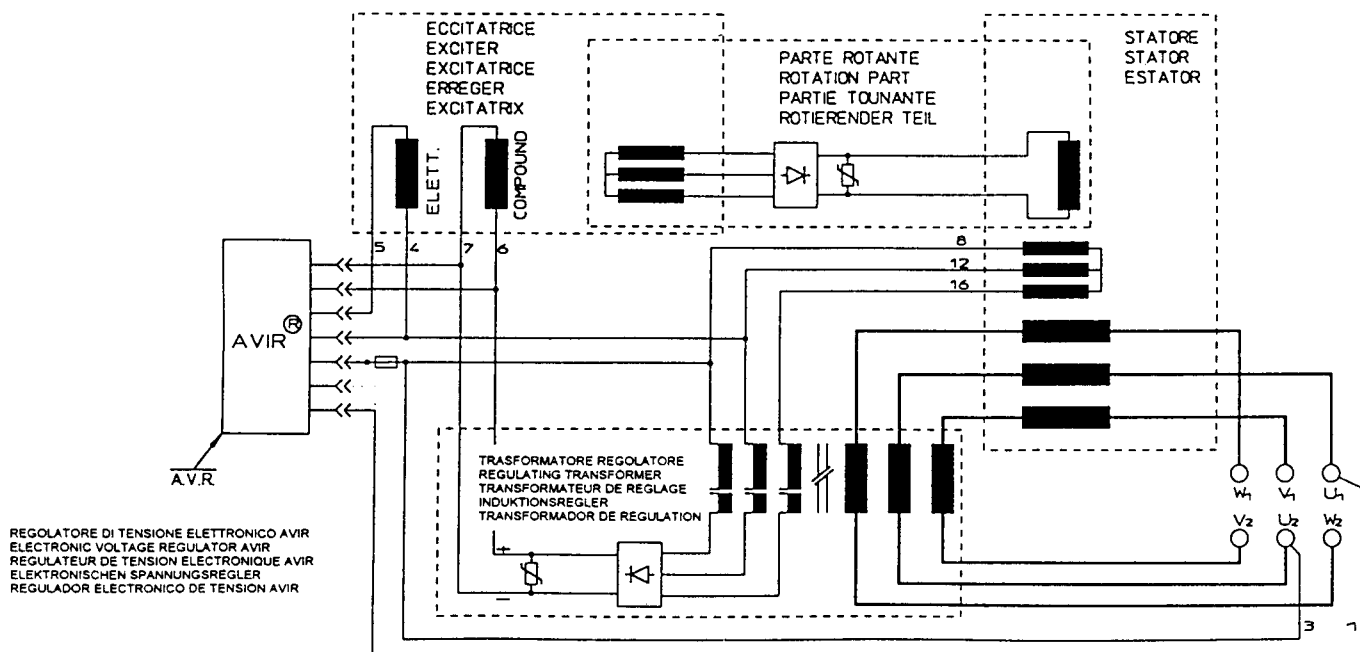 ECCITATRICE
EXCITER
EXCITATRICE
ERREGER
EXCITATRIX
PARTE ROTANTE
ROTATION PART
PARTIE TOUNANTE
ROTIERENDER TEIL
STATORE
STATOR
ESTATOR
ELETT.
COMPOUND
5 4 7 6
8
12
16
AVIR ®
A.V.R.
TRASFORMATORE REGOLATORE
REGULATING TRANSFORMER
TRANSFORMATEUR DE REGLAGE
INDUKTIONSREGLER
TRANSFORMADOR DE REGULATION
+
−
W1 V1 U1
V2 U2 W2
REGOLATORE DI TENSIONE ELETTRONICO AVIR
ELECTRONIC VOLTAGE REGULATOR AVIR
REGULATEUR DE TENSION ELECTRONIQUE AVIR
ELEKTRONISCHEN SPANNUNGSREGLER
REGULADOR ELECTRONICO DE TENSION AVIR
3